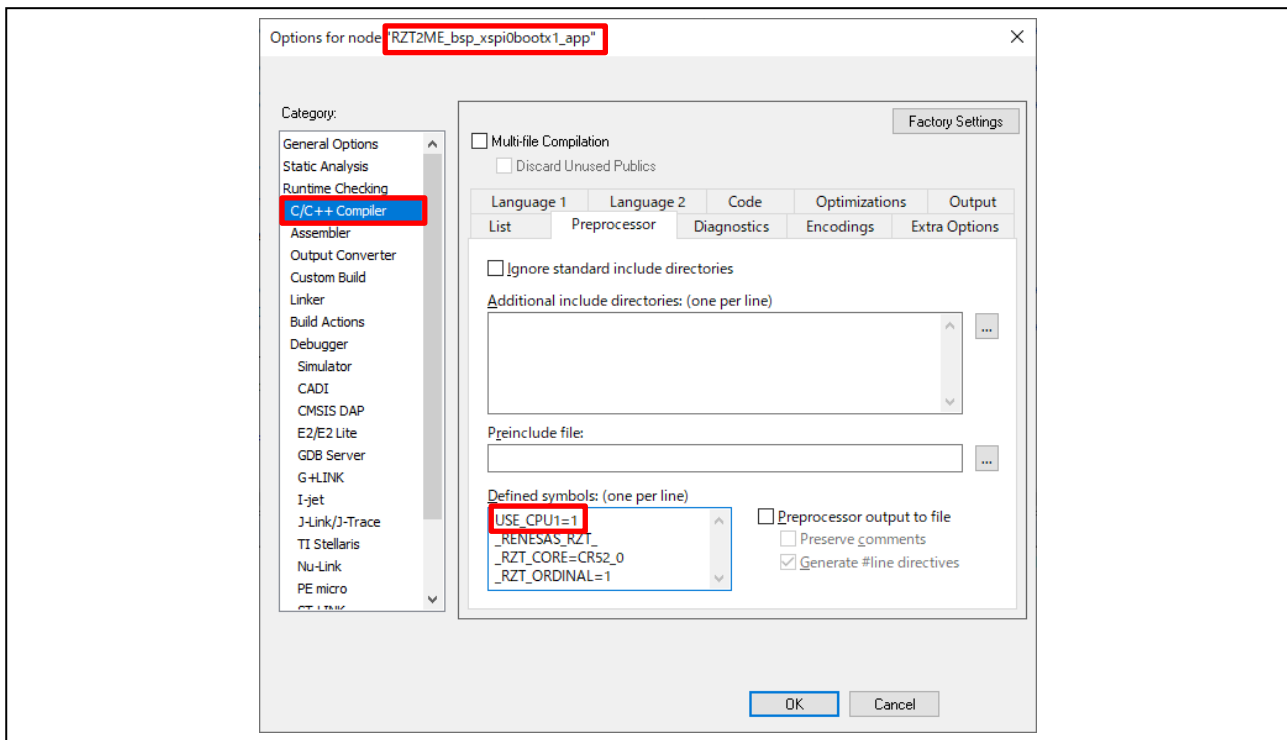 Options for node "RZT2ME_bsp_xspi0bootx1_app"
Category:
General Options
Static Analysis
Runtime Checking
C/C++ Compiler
Assembler
Output Converter
Custom Build
Linker
Build Actions
Debugger
Simulator
CADI
CMSIS DAP
E2/E2 Lite
GDB Server
G+LINK
I-jet
J-Link/J-Trace
TI Stellaris
Nu-Link
PE micro
ST-LINK
Factory Settings
Multi-file Compilation
Discard Unused Publics
Language 1 Language 2 Code Optimizations Output
List Preprocessor Diagnostics Encodings Extra Options
Ignore standard include directories
Additional include directories: (one per line)
...
Preinclude file:
...
Defined symbols: (one per line)
USE_CPU1=1
_RENESAS_RZT_
_RZT_CORE=CR52_0
_RZT_ORDINAL=1
Preprocessor output to file
Preserve comments
Generate #line directives
OK Cancel